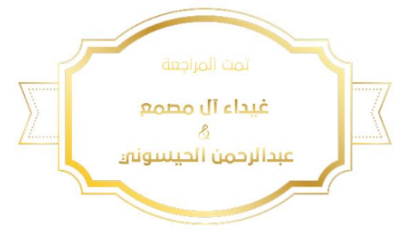 تمت المراجعة
غيداء آل مصمع
&
عبدالرحمن الحيسوني